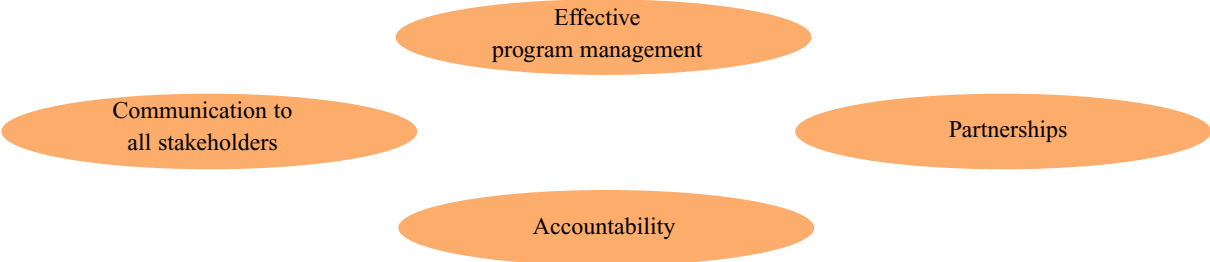 Effective
program management
Communication to
all stakeholders
Partnerships
Accountability